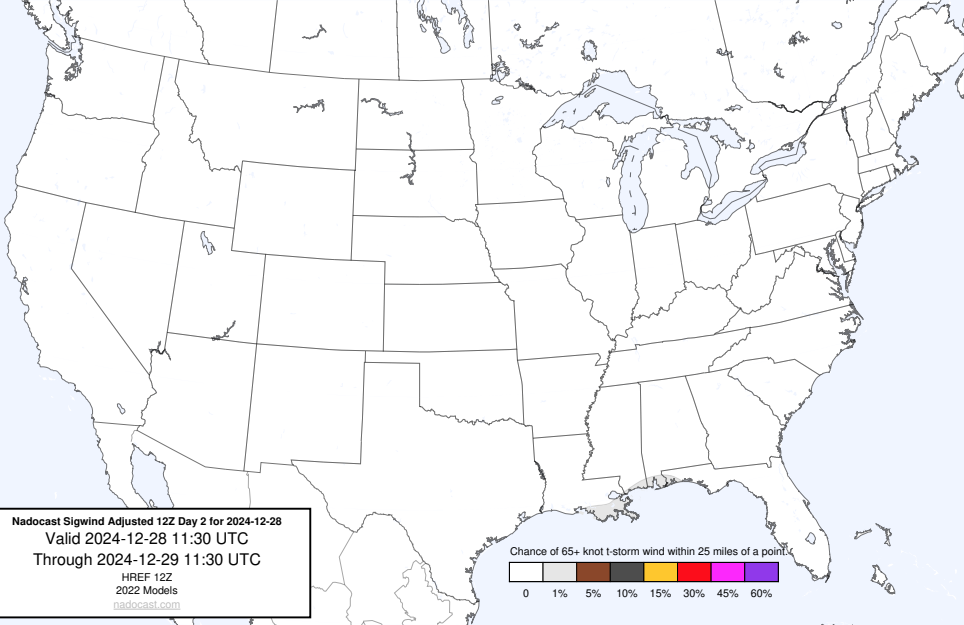 Nadocast Sigwind Adjusted 12Z Day 2 for 2024-12-28
Valid 2024-12-28 11:30 UTC
Through 2024-12-29 11:30 UTC
HREF 12Z
2022 Models
nadocast.com
Chance of 65+ knot t-storm wind within 25 miles of a point.
0 1% 5% 10% 15% 30% 45% 60%